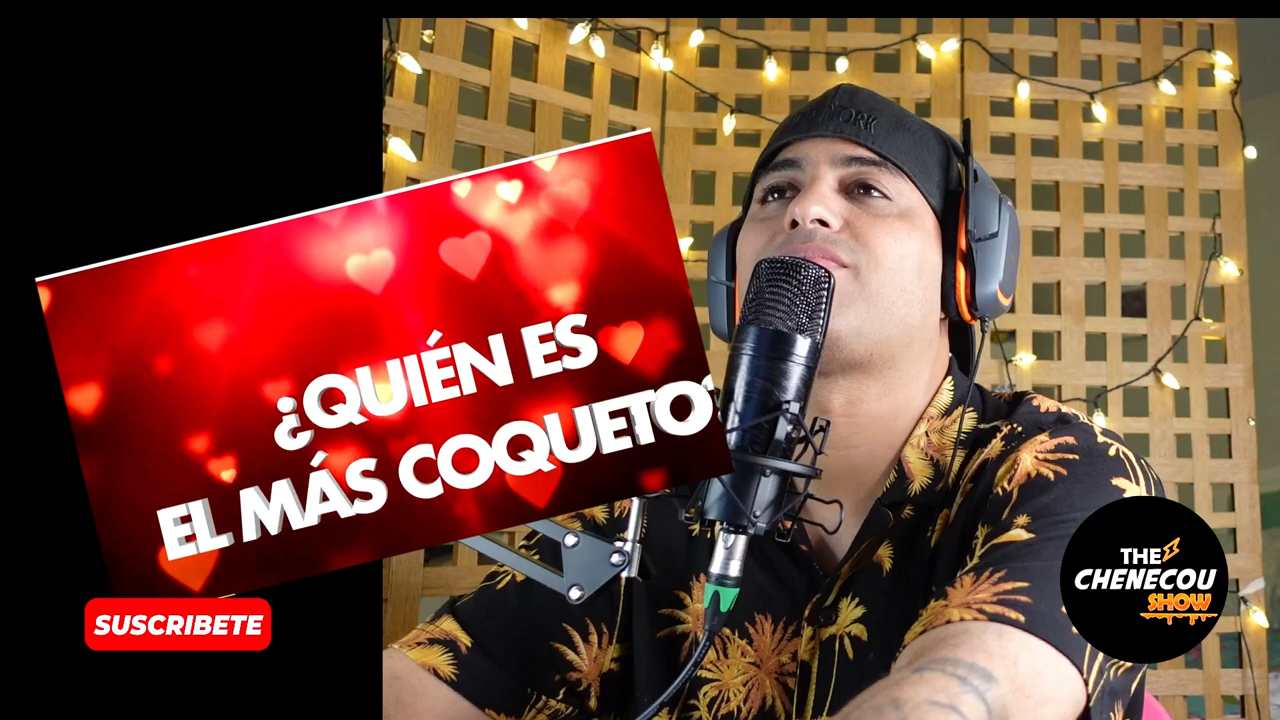 ¿QUIÉN ES
EL MÁS COQUETO?
SUSCRIBETE
THE
CHENECOU
SHOW